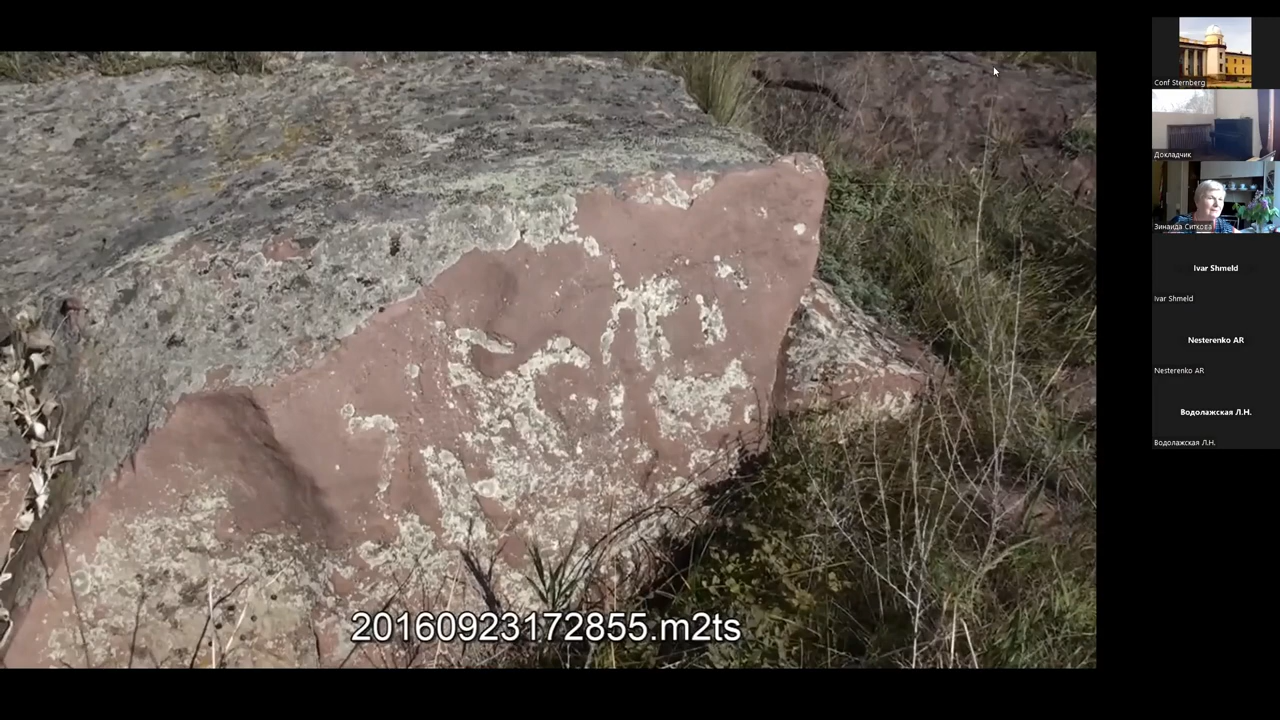 20160923172855.m2ts
Conf Sternberg
Докладчик
Зинаида Ситкова
Ivar Shmeld
Ivar Shmeld
Nesterenko AR
Nesterenko AR
Водолажская Л.Н.
Водолажская Л.Н.